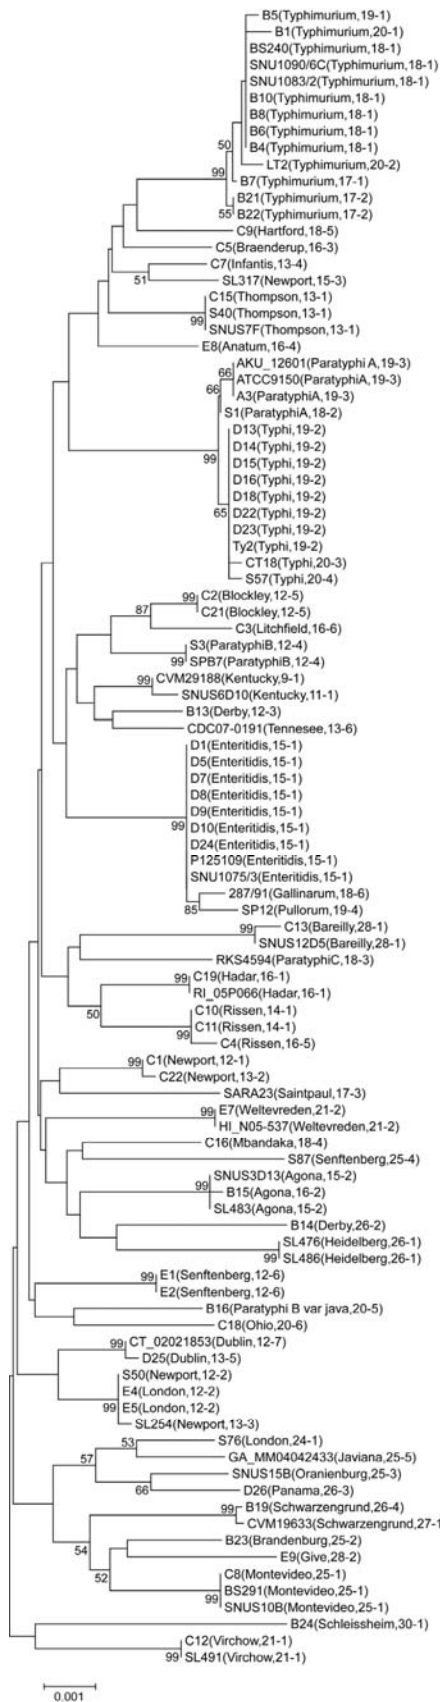 B5(Typhimurium,19-1)
B1(Typhimurium,20-1)
BS240(Typhimurium,18-1)
SNU1090/6C(Typhimurium,18-1)
SNU1083/2(Typhimurium,18-1)
B10(Typhimurium,18-1)
B8(Typhimurium,18-1)
B6(Typhimurium,18-1)
50
B4(Typhimurium,18-1)
LT2(Typhimurium,20-2)
99
B7(Typhimurium,17-1)
B21(Typhimurium,17-2)
55
B22(Typhimurium,17-2)
C9(Hartford,18-5)
C5(Braenderup,16-3)
C7(Infantis,13-4)
51
SL317(Newport,15-3)
C15(Thompson,13-1)
S40(Thompson,13-1)
99
SNUS7F(Thompson,13-1)
E8(Anatum,16-4)
AKU_12601(Paratyphi A,19-3)
66
ATCC9150(ParatyphiA,19-3)
66
A3(ParatyphiA,19-3)
S1(ParatyphiA,18-2)
D13(Typhi,19-2)
D14(Typhi,19-2)
99
D15(Typhi,19-2)
D16(Typhi,19-2)
D18(Typhi,19-2)
65
D22(Typhi,19-2)
D23(Typhi,19-2)
Ty2(Typhi,19-2)
CT18(Typhi,20-3)
S57(Typhi,20-4)
99
C2(Blockley,12-5)
87
C21(Blockley,12-5)
C3(Litchfield,16-6)
S3(ParatyphiB,12-4)
99
SPB7(ParatyphiB,12-4)
99
CVM29188(Kentucky,9-1)
SNUS6D10(Kentucky,11-1)
B13(Derby,12-3)
CDC07-0191(Tennesee,13-6)
D1(Enteritidis,15-1)
D5(Enteritidis,15-1)
D7(Enteritidis,15-1)
D8(Enteritidis,15-1)
D9(Enteritidis,15-1)
99
D10(Enteritidis,15-1)
D24(Enteritidis,15-1)
P125109(Enteritidis,15-1)
SNU1075/3(Enteritidis,15-1)
287/91(Gallinarum,18-6)
85
SP12(Pullorum,19-4)
C13(Bareilly,28-1)
99
SNUS12D5(Bareilly,28-1)
RKS4594(ParatyphiC,18-3)
C19(Hadar,16-1)
99
RI_05P066(Hadar,16-1)
50
C10(Rissen,14-1)
C11(Rissen,14-1)
99
C4(Rissen,16-5)
99
C1(Newport,12-1)
C22(Newport,13-2)
SARA23(Saintpaul,17-3)
E7(Weltevreden,21-2)
99
HI_N05-537(Weltevreden,21-2)
C16(Mbandaka,18-4)
S87(Senftenberg,25-4)
SNUS3D13(Agona,15-2)
99
B15(Agona,16-2)
SL483(Agona,15-2)
B14(Derby,26-2)
SL476(Heidelberg,26-1)
99
SL486(Heidelberg,26-1)
99
E1(Senftenberg,12-6)
E2(Senftenberg,12-6)
B16(Paratyphi B var java,20-5)
C18(Ohio,20-6)
99
CT_02021853(Dublin,12-7)
D25(Dublin,13-5)
S50(Newport,12-2)
E4(London,12-2)
99
E5(London,12-2)
SL254(Newport,13-3)
53
S76(London,24-1)
57
GA_MM04042433(Javiana,25-5)
SNUS15B(Oranienburg,25-3)
66
D26(Panama,26-3)
99
B19(Schwarzengrund,26-4)
CVM19633(Schwarzengrund,27-1
54
B23(Brandenburg,25-2)
E9(Give,28-2)
52
C8(Montevideo,25-1)
BS291(Montevideo,25-1)
99
SNUS10B(Montevideo,25-1)
B24(Schleissheim,30-1)
C12(Virchow,21-1)
99
SL491(Virchow,21-1)
0.001